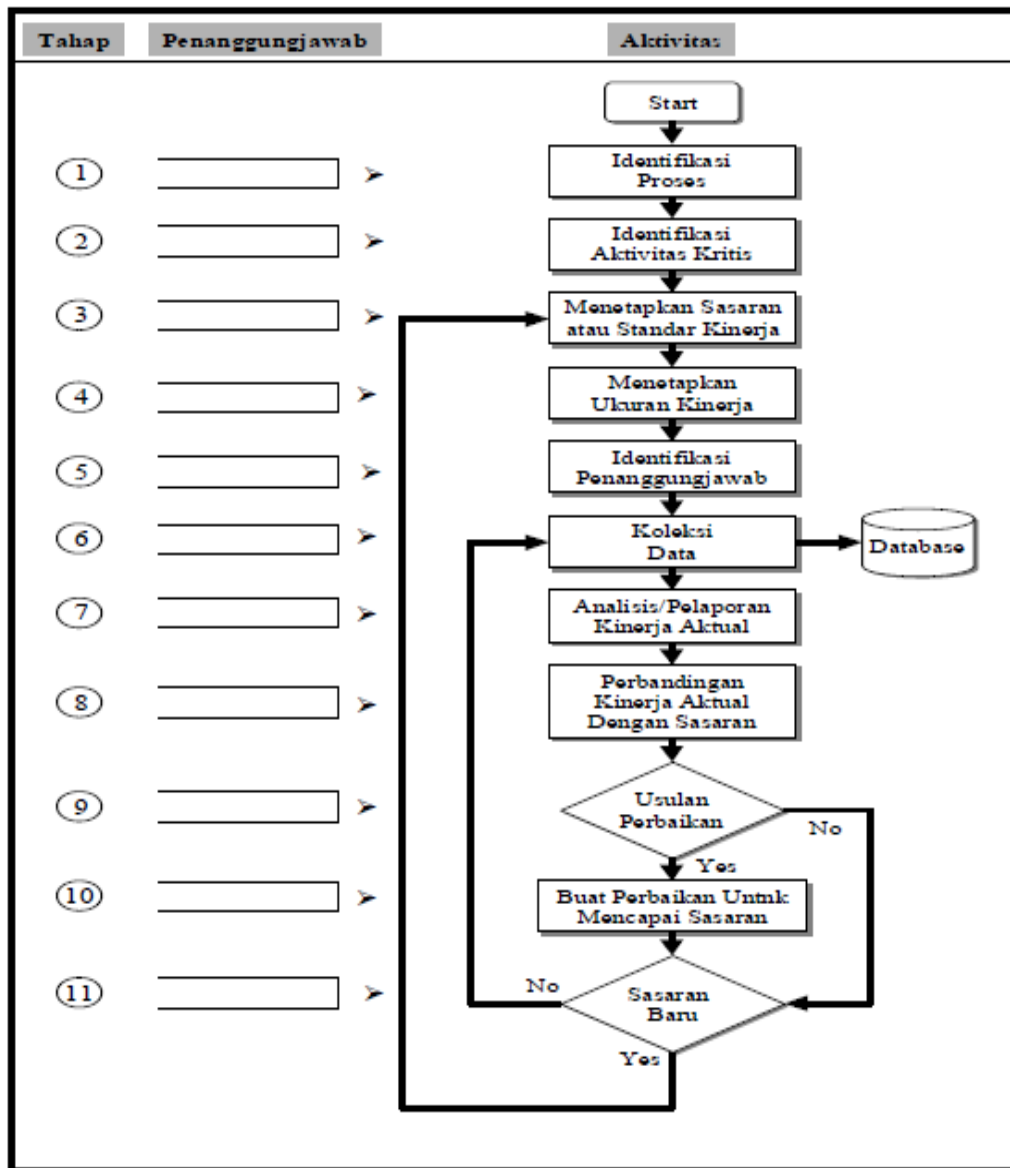 Tahap Penanggungjawab Aktivitas
Start
1
Identifikasi
Proses
2
Identifikasi
Aktivitas Kritis
3
Menetapkan Sasaran
atau Standar Kinerja
4
Menetapkan
Ukuran Kinerja
5
Identifikasi
Penanggungjawab
6
Koleksi
Data
Database
7
Analisis/Pelaporan
Kinerja Aktual
8
Perbandingan
Kinerja Aktual
Dengan Sasaran
9
Usulan
Perbaikan
No
Yes
10
Buat Perbaikan Untnk
Mencapai Sasaran
11
No
Sasaran
Baru
Yes